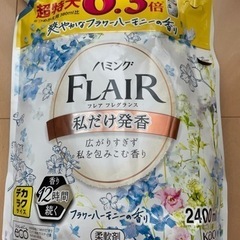 超特大 6.3倍
爽やかなフラワーハーモニーの香り
ハミング
FLAIR
フレア フレグランス
私だけ発香
広がりすぎず
私を包みこむ香り
デカラクサイズ
香り
12時間
続く
フラワーハーモニーの香り
eco
柔軟剤
2400
Kao